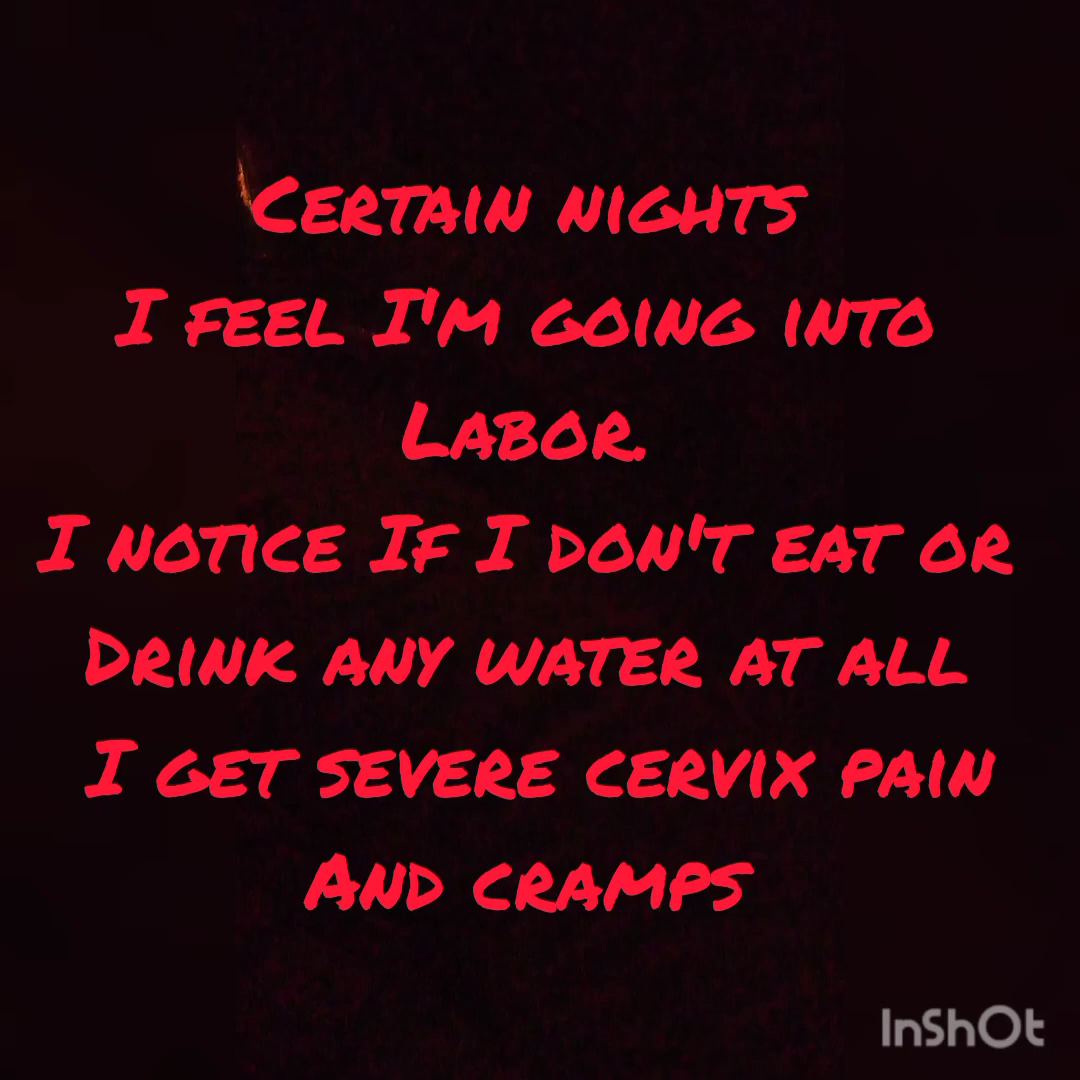 Certain nights
I feel I'm going into
Labor.
I notice If I don't eat or
Drink any water at all
I get severe cervix pain
And cramps
InShOt